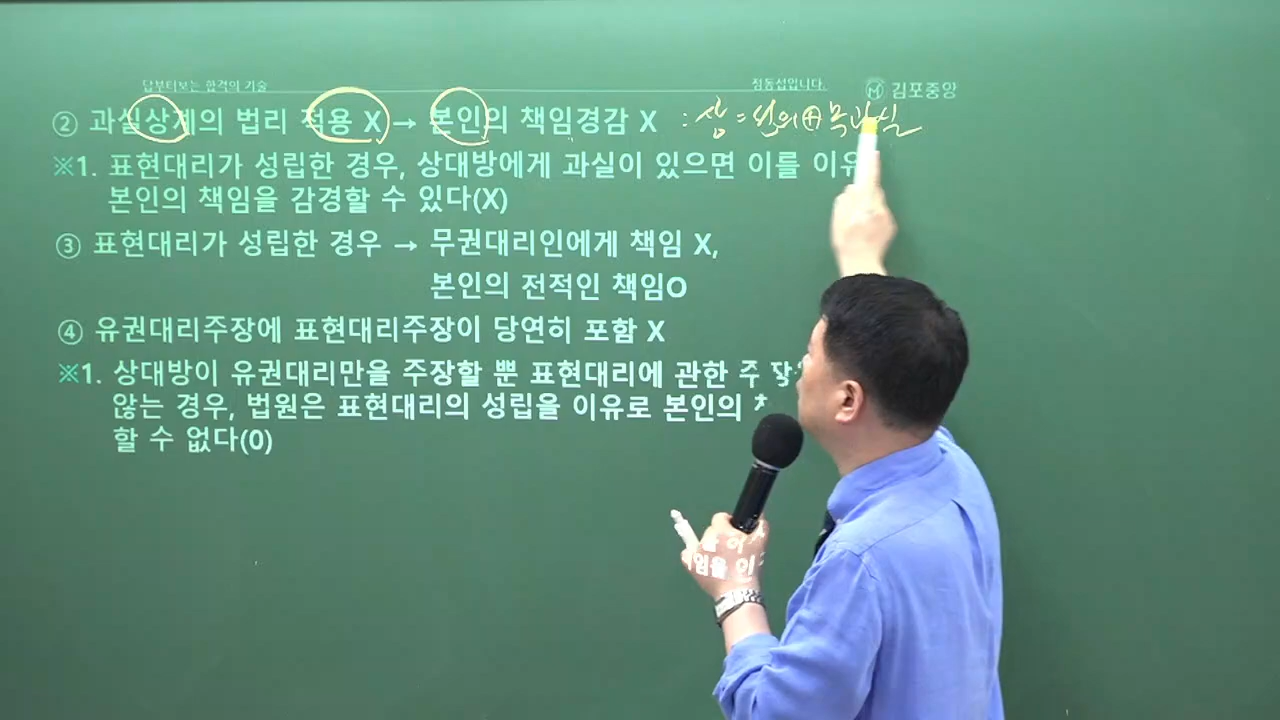 답부터보는 합격의 기술 정동섭입니다. M 김포중앙
② 과실상계의 법리 적용 X → 본인의 책임경감 X : 상 = 선의 ⊕ 무과실
※1. 표현대리가 성립한 경우, 상대방에게 과실이 있으면 이를 이유
본인의 책임을 감경할 수 있다(X)
③ 표현대리가 성립한 경우 → 무권대리인에게 책임 X,
본인의 전적인 책임O
④ 유권대리주장에 표현대리주장이 당연히 포함 X
※1. 상대방이 유권대리만을 주장할 뿐 표현대리에 관한 주장
않는 경우, 법원은 표현대리의 성립을 이유로 본인의
할 수 없다(0)